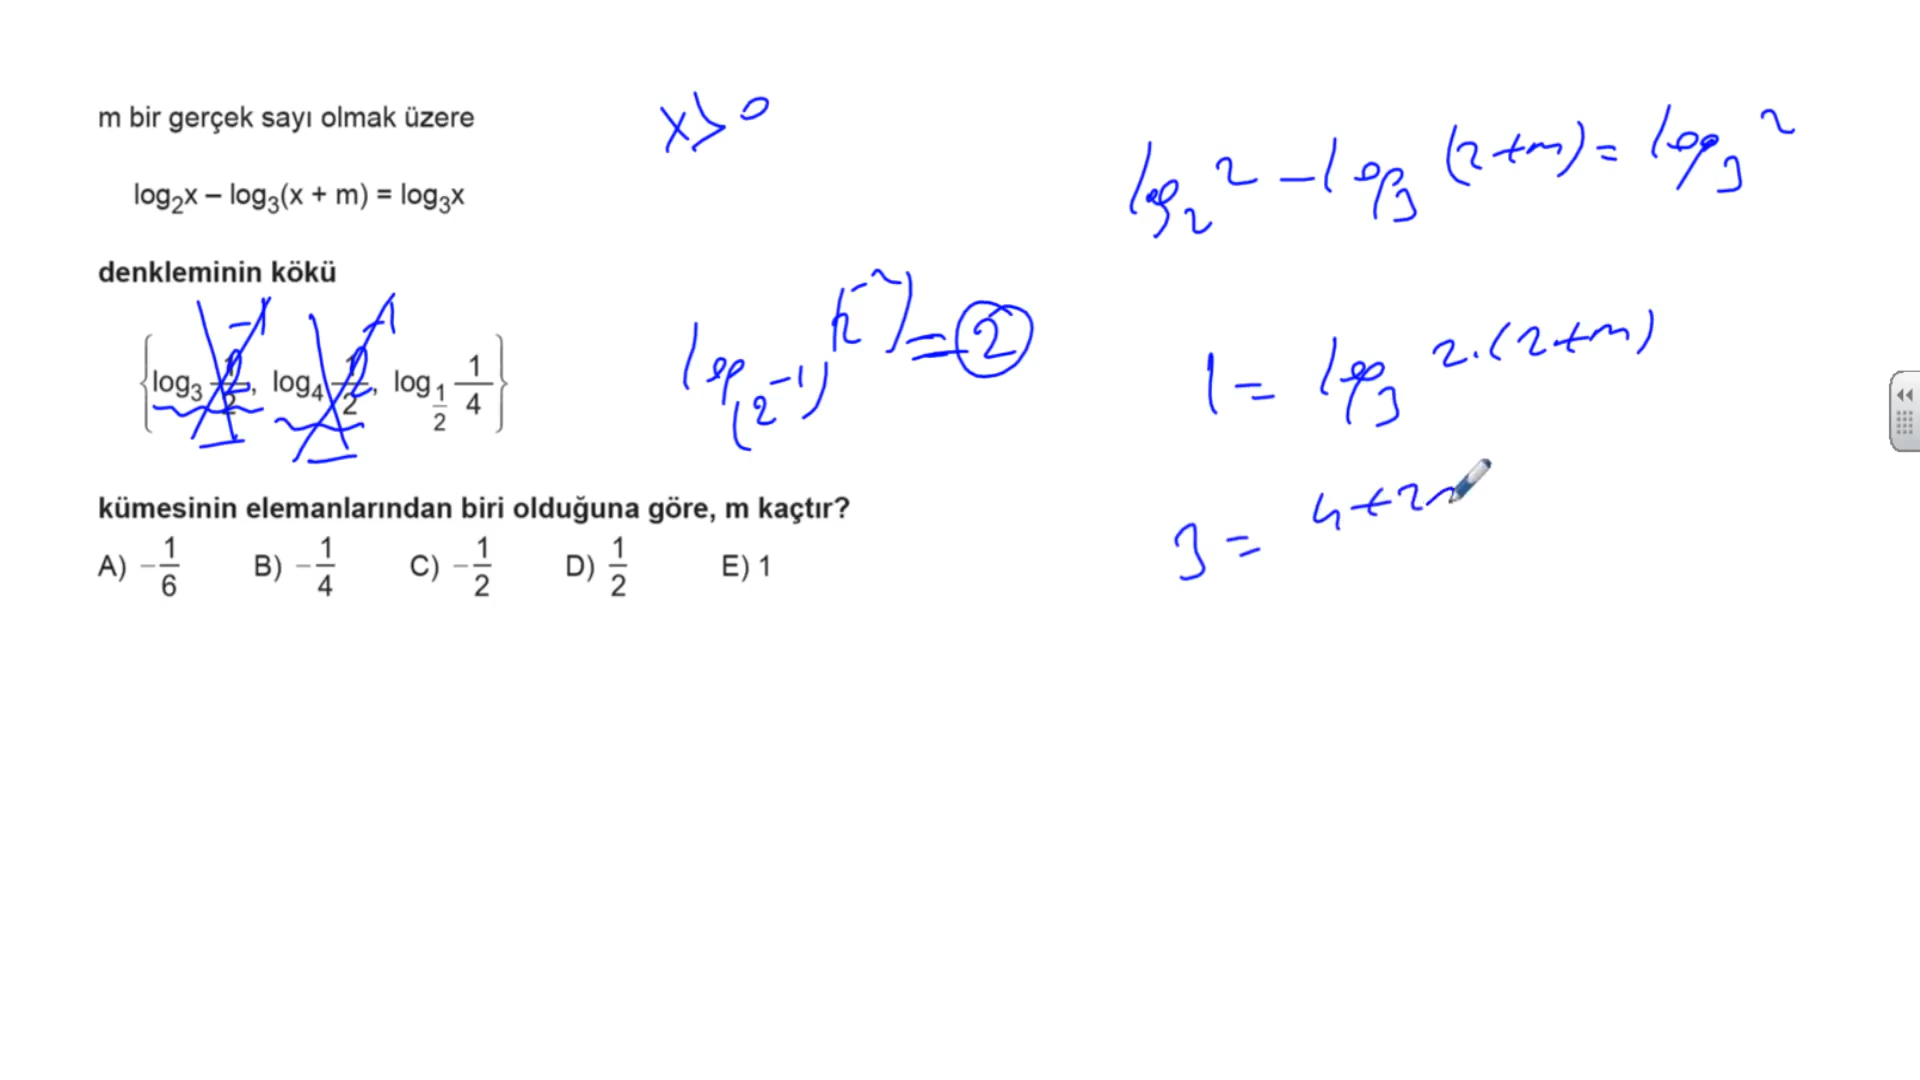 m bir gerçek sayı olmak üzere
log₂x – log₃(x + m) = log₃x
denkleminin kökü
{log₃ 1/2, log₄ 1/2, log_(1/2) 1/4}
kümesinin elemanlarından biri olduğuna göre, m kaçtır?
A) –1/6 B) –1/4 C) –1/2 D) 1/2 E) 1
x>0
log_(2⁻¹) 2⁻²) = 2
log₂2 – log₃(2+m) = log₃2
1 = log₃ 2.(2+m)
3 = 4+2